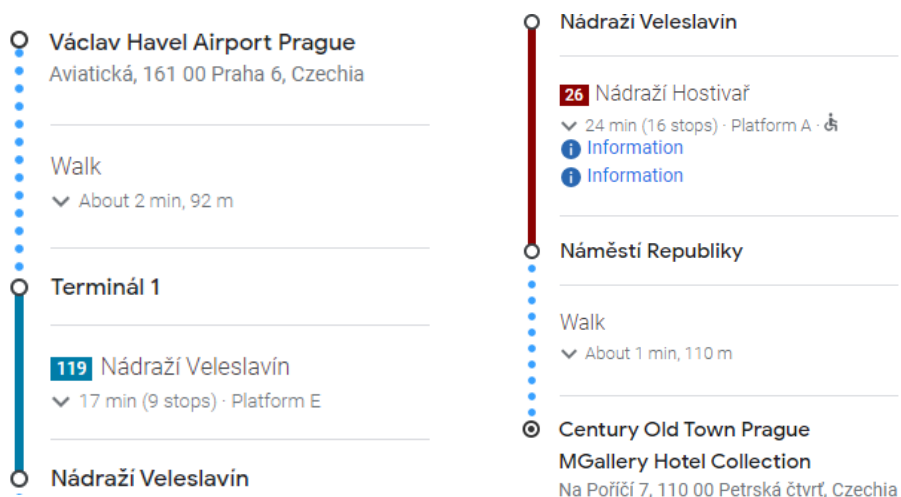 Václav Havel Airport Prague
Aviatická, 161 00 Praha 6, Czechia
Walk
About 2 min, 92 m
Terminál 1
119 Nádraží Veleslavín
17 min (9 stops) · Platform E
Nádraží Veleslavín
Nádraží Veleslavín
26 Nádraží Hostivař
24 min (16 stops) · Platform A ·
Information
Information
Náměstí Republiky
Walk
About 1 min, 110 m
Century Old Town Prague
MGallery Hotel Collection
Na Poříčí 7, 110 00 Petrská čtvrť, Czechia